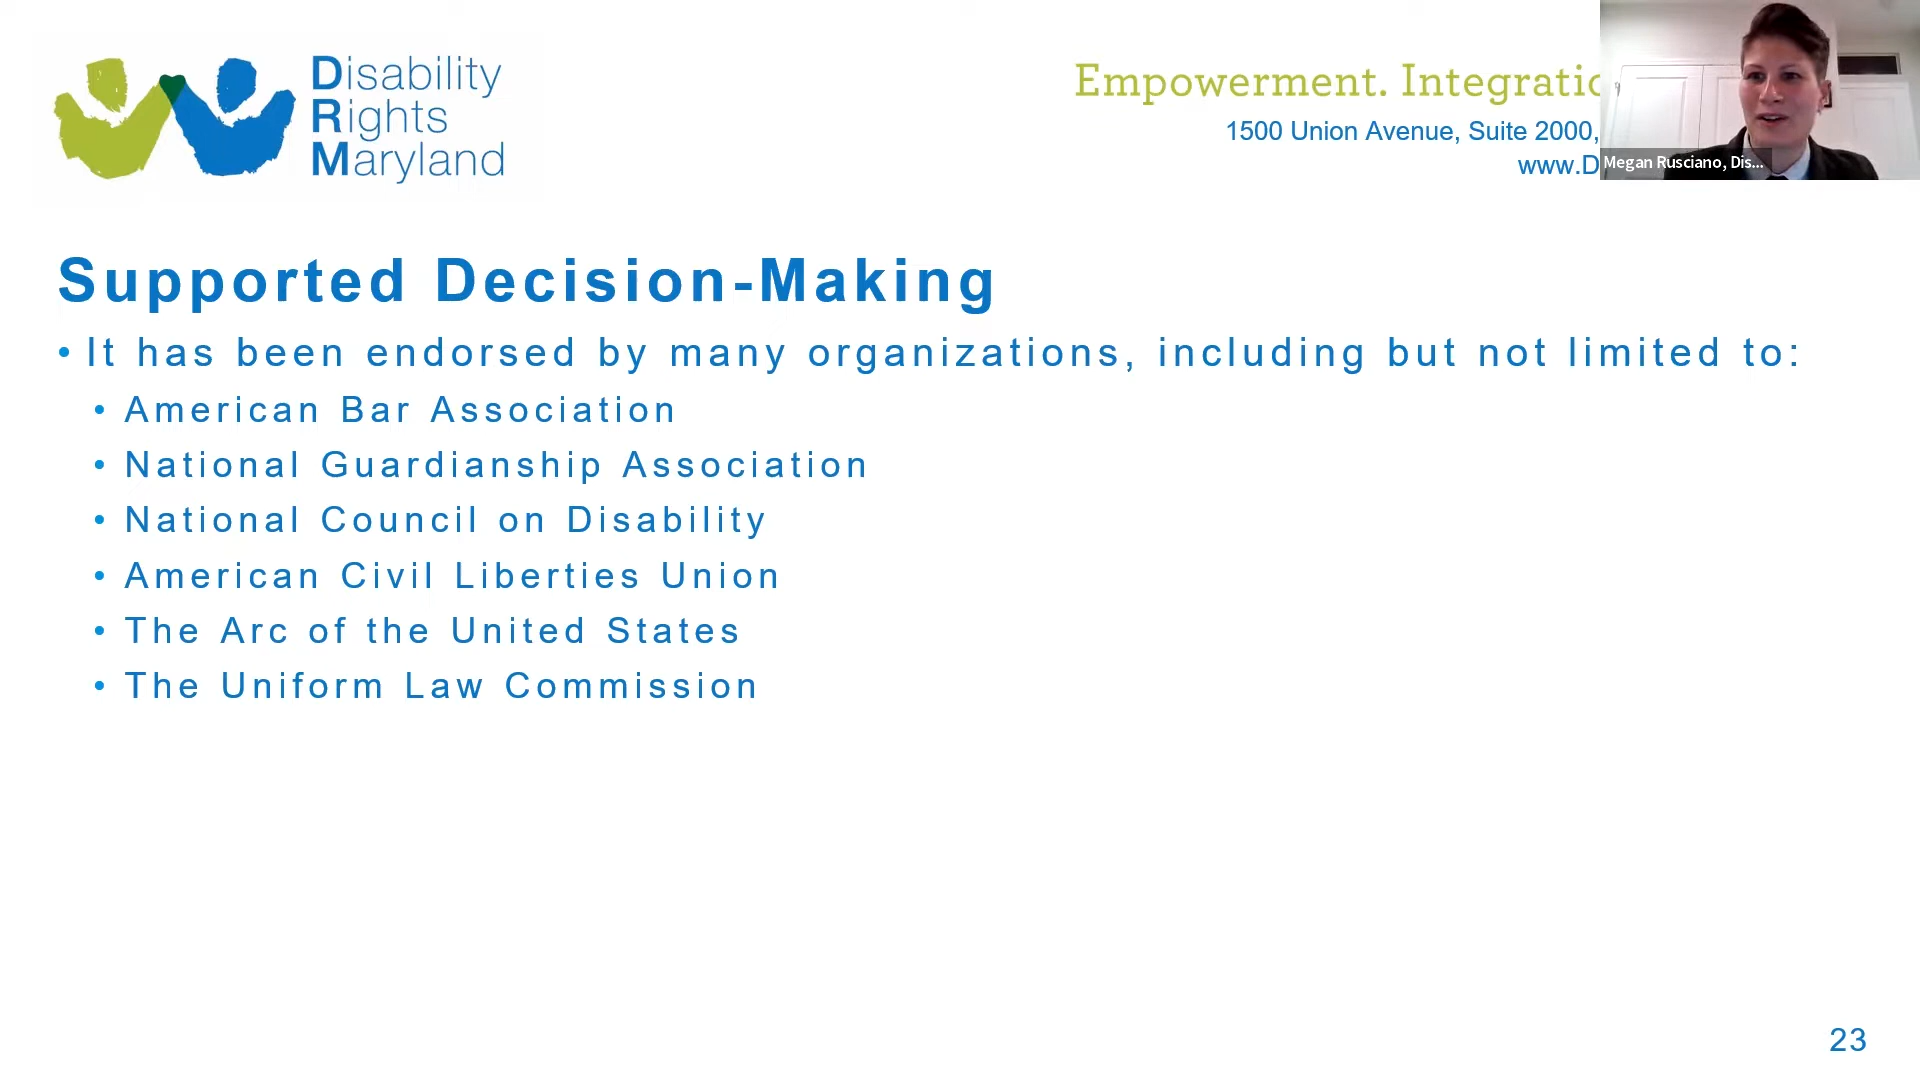 Disability
Rights
Maryland
Empowerment. Integratio
1500 Union Avenue, Suite 2000,
www.D
Megan Rusciano, Dis...
Supported Decision-Making
• It has been endorsed by many organizations, including but not limited to:
• American Bar Association
• National Guardianship Association
• National Council on Disability
• American Civil Liberties Union
• The Arc of the United States
• The Uniform Law Commission
23